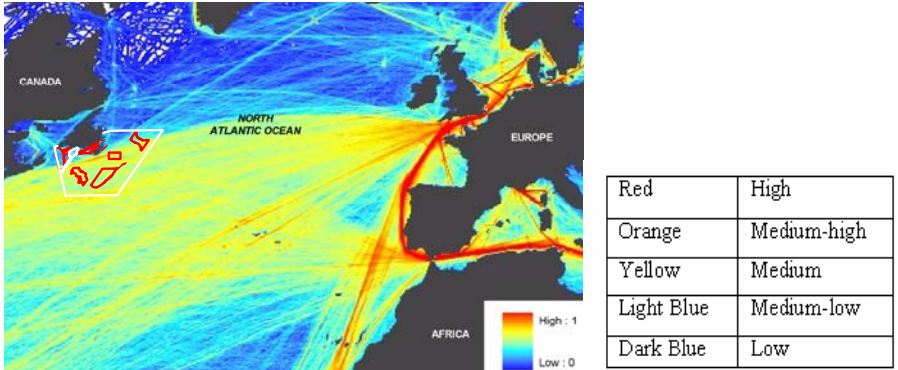 CANADA
NORTH
ATLANTIC OCEAN
EUROPE
AFRICA
High : 1
Low : 0
Red High
Orange Medium-high
Yellow Medium
Light Blue Medium-low
Dark Blue Low